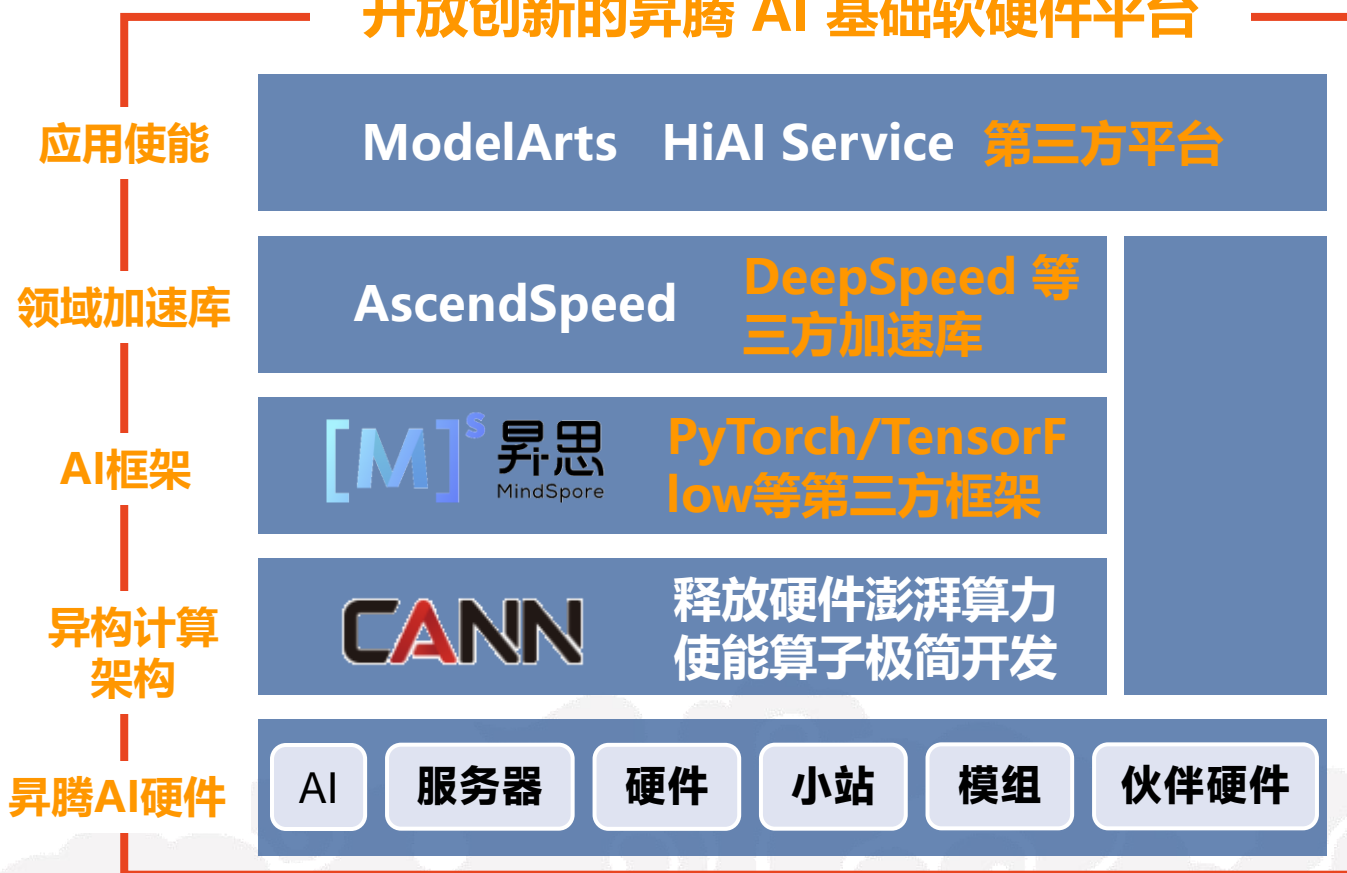 开放创新的昇腾 AI 基础软硬件平台
应用使能
ModelArts HiAI Service 第三方平台
领域加速库
AscendSpeed
DeepSpeed 等
三方加速库
AI框架
[M]s 昇思
MindSpore
PyTorch/TensorF
low等第三方框架
异构计算
架构
CANN
释放硬件澎湃算力
使能算子极简开发
昇腾AI硬件
AI 服务器 硬件 小站 模组 伙伴硬件